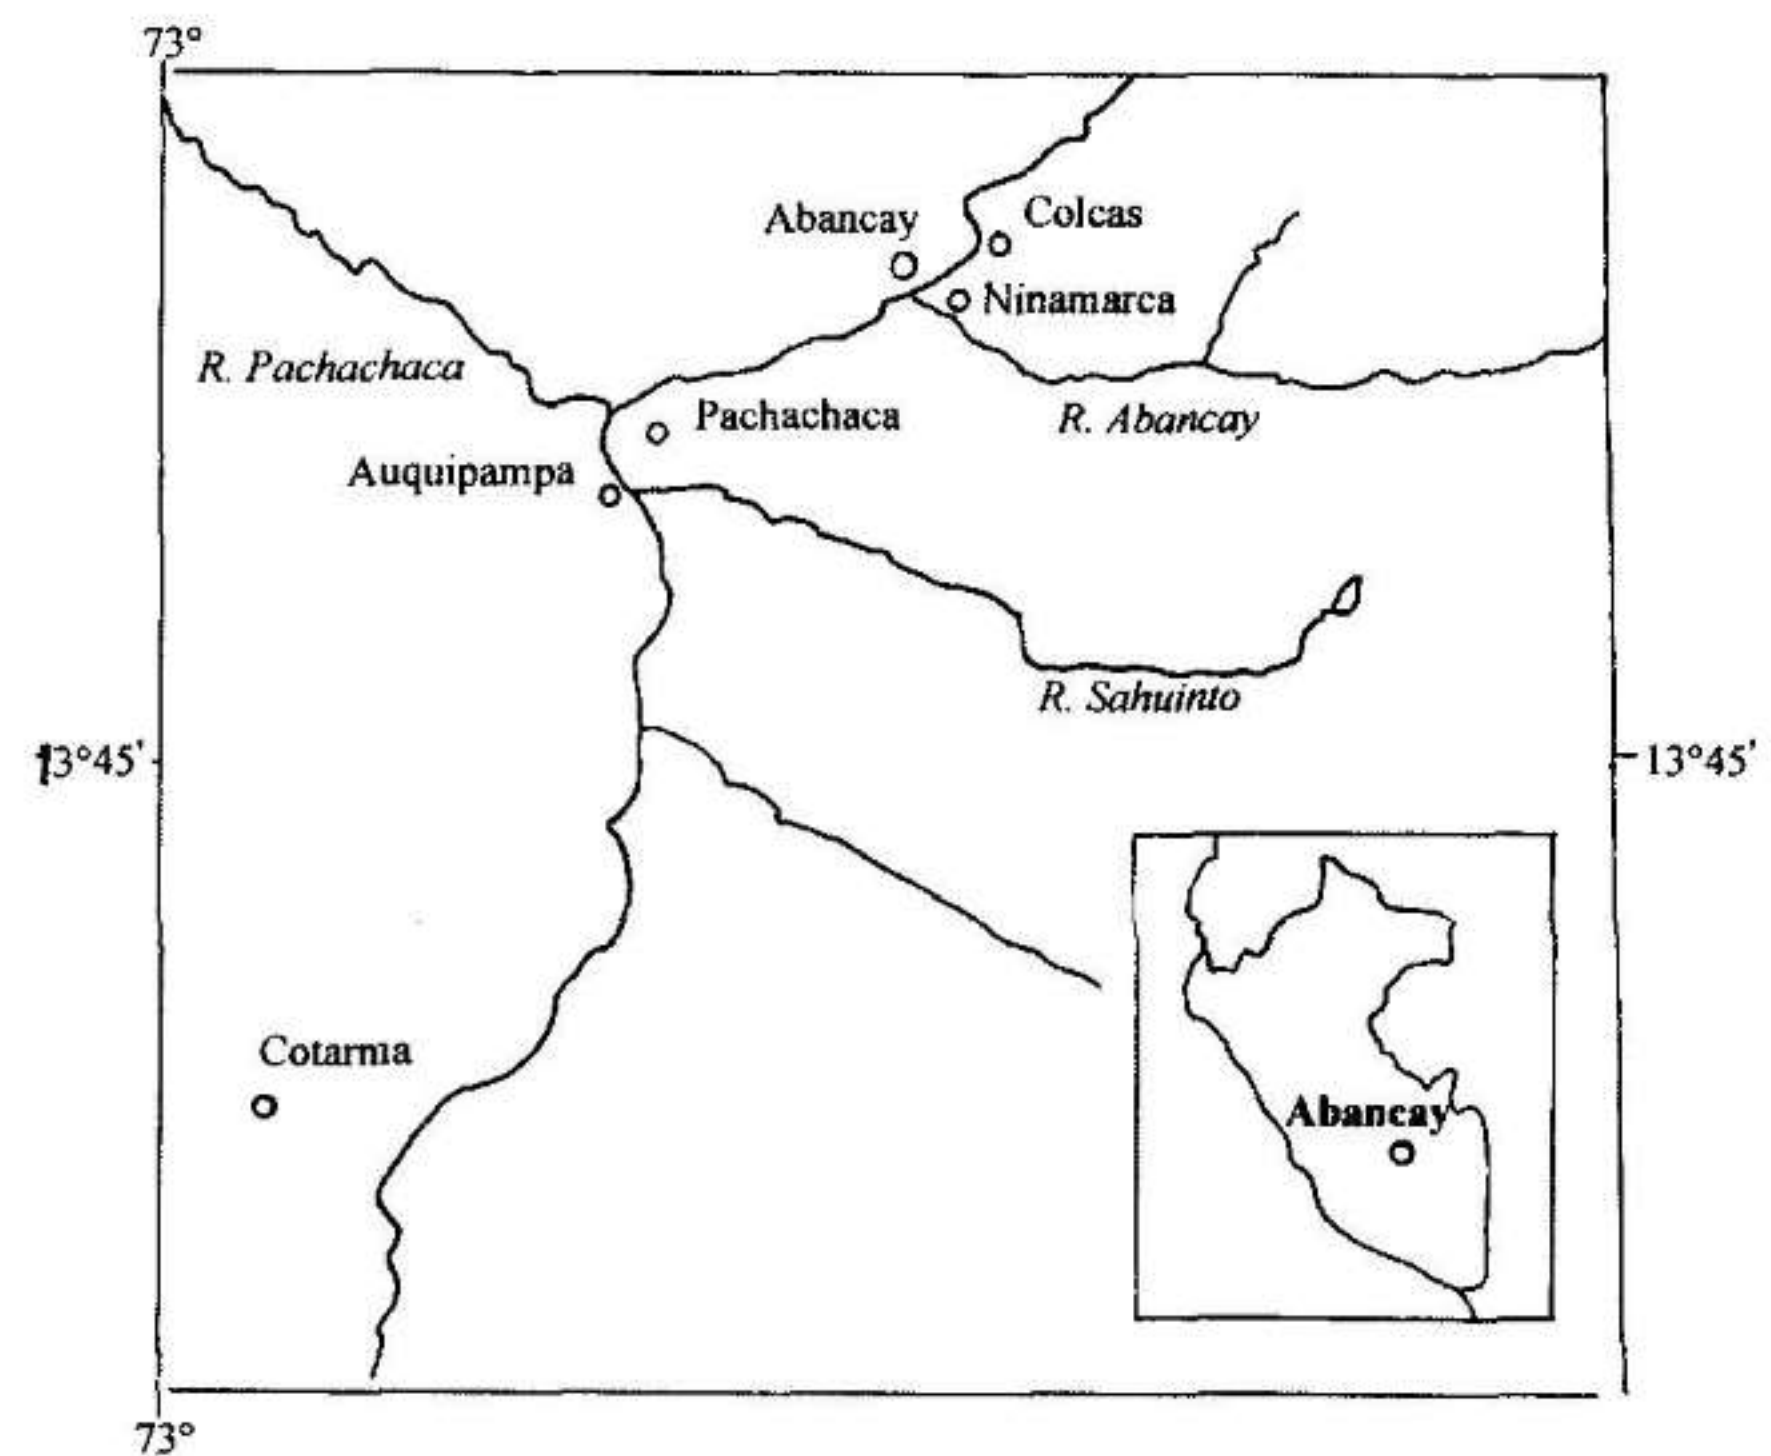 73°
Abancay
Colcas
Ninamarca
R. Pachachaca
Pachachaca
R. Abancay
Auquipampa
R. Sahuinto
13°45'
13°45'
Cotarma
Abancay
73°